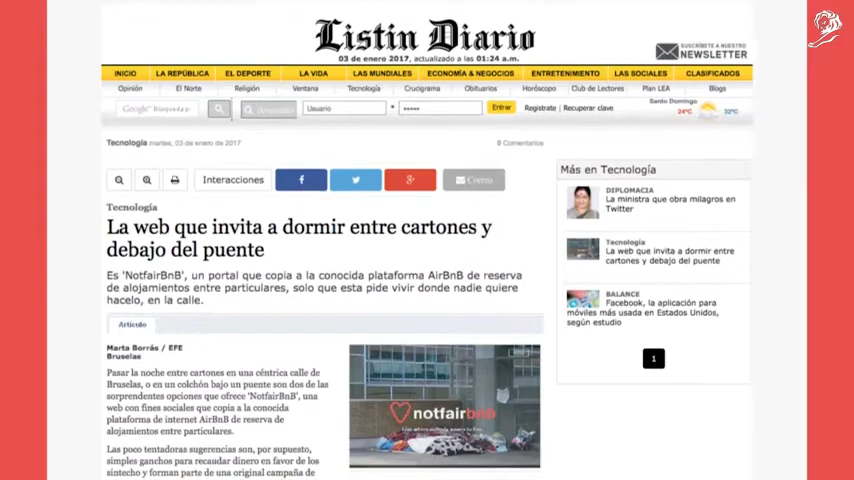 Listin Diario
03 de enero 2017, actualizado a las 01:24 a.m.
SUSCRÍBETE A NUESTRO
NEWSLETTER
INICIO LA REPÚBLICA EL DEPORTE LA VIDA LAS MUNDIALES ECONOMÍA & NEGOCIOS ENTRETENIMIENTO LAS SOCIALES CLASIFICADOS
Opinión El Norte Religión Ventana Tecnología Crucigrama Obituarios Horóscopo Club de Lectores Plan LEA Blogs
Google Búsqueda p Usuario ***** Entrar Registrate | Recuperar clave
Santo Domingo
24°C 32°C
Tecnología martes, 03 de enero de 2017
0 Comentarios
Interacciones
Correo
Tecnología
La web que invita a dormir entre cartones y
debajo del puente
Es 'NotfairBnB', un portal que copia a la conocida plataforma AirBnB de reserva
de alojamientos entre particulares, solo que esta pide vivir donde nadie quiere
hacelo, en la calle.
Artículo
Marta Borrás / EFE
Bruselas
Pasar la noche entre cartones en una céntrica calle de
Bruselas, o en un colchón bajo un puente son dos de las
sorprendentes opciones que ofrece 'NotfairBnB', una
web con fines sociales que copia a la conocida
plataforma de internet AirBnB de reserva de
alojamientos entre particulares.
Las poco tentadoras sugerencias son, por supuesto,
simples ganchos para recaudar dinero en favor de los
sintecho y forman parte de una original campaña de
notfairbnb
Más en Tecnología
DIPLOMACIA
La ministra que obra milagros en
Twitter
Tecnología
La web que invita a dormir entre
cartones y debajo del puente
BALANCE
Facebook, la aplicación para
móviles más usada en Estados Unidos,
según estudio
1